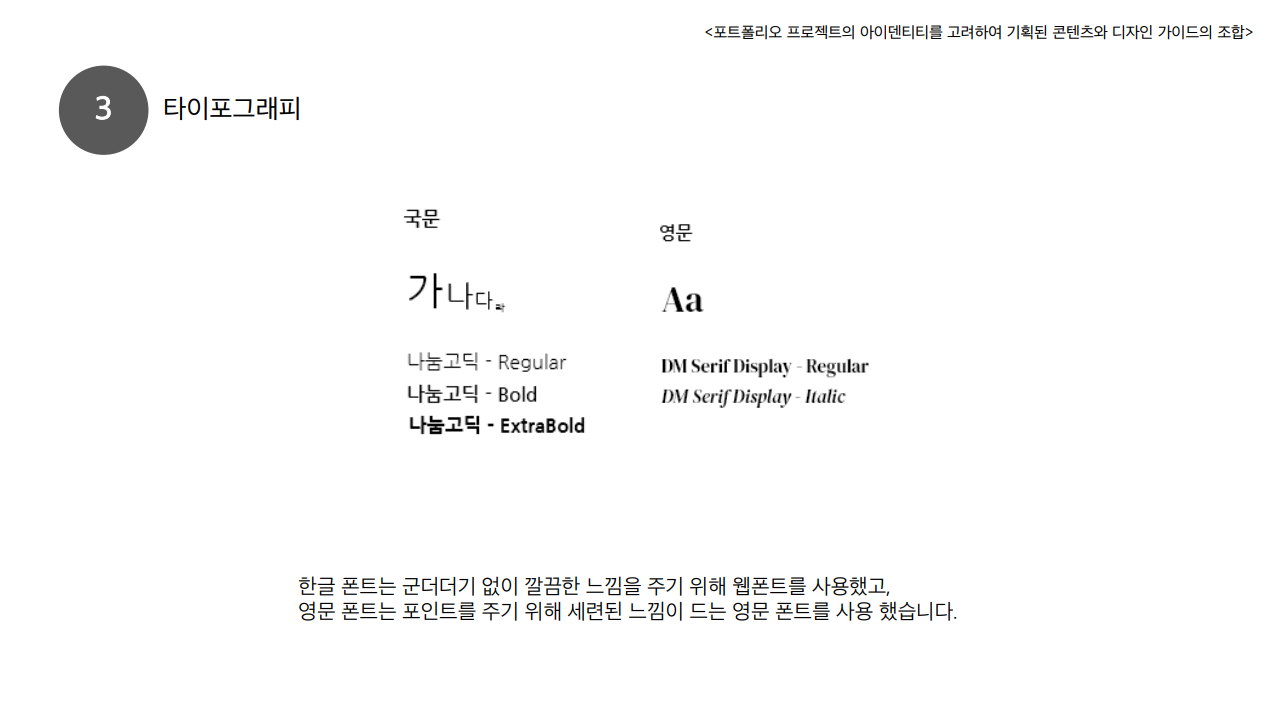 <포트폴리오 프로젝트의 아이덴티티를 고려하여 기획된 콘텐츠와 디자인 가이드의 조합>
3 타이포그래피
국문
가나다라
나눔고딕 - Regular
나눔고딕 - Bold
나눔고딕 - ExtraBold
영문
Aa
DM Serif Display - Regular
DM Serif Display - Italic
한글 폰트는 군더더기 없이 깔끔한 느낌을 주기 위해 웹폰트를 사용했고,
영문 폰트는 포인트를 주기 위해 세련된 느낌이 드는 영문 폰트를 사용 했습니다.